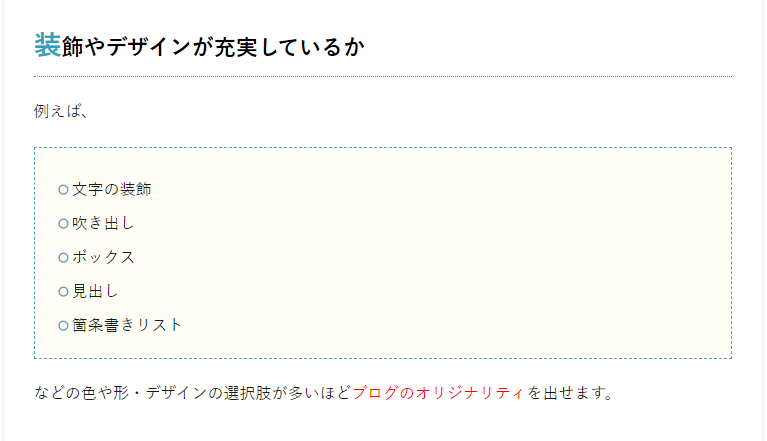 装飾やデザインが充実しているか
例えば、
文字の装飾
吹き出し
ボックス
見出し
箇条書きリスト
などの色や形・デザインの選択肢が多いほどブログのオリジナリティを出せます。